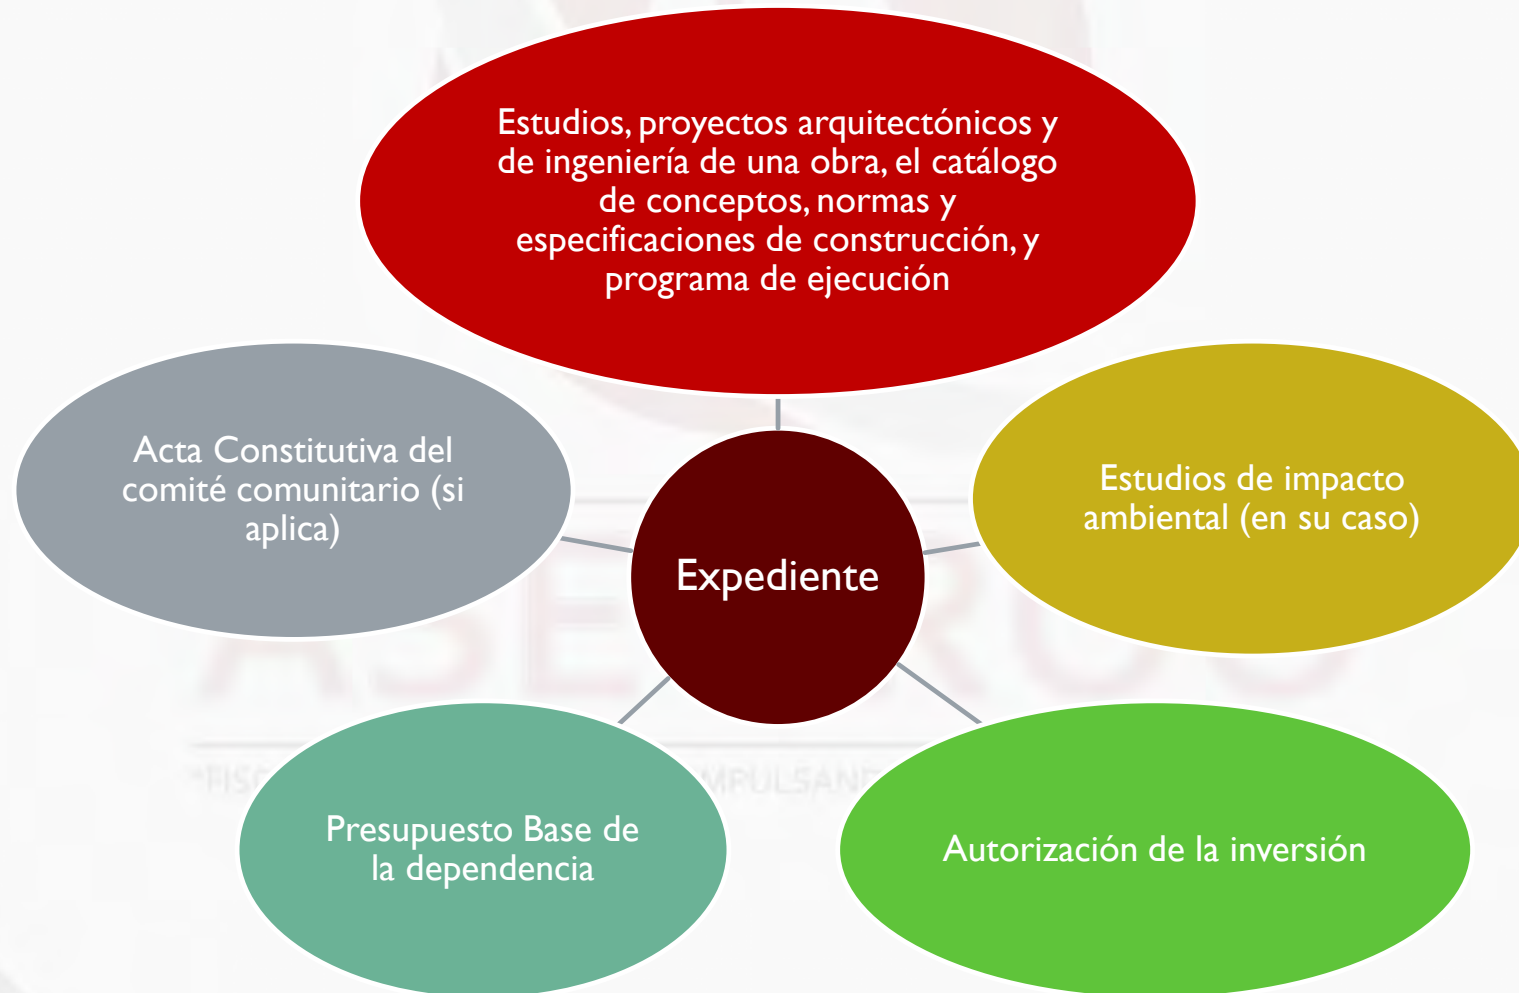 Estudios, proyectos arquitectónicos y
de ingeniería de una obra, el catálogo
de conceptos, normas y
especificaciones de construcción, y
programa de ejecución
Acta Constitutiva del
comité comunitario (si
aplica)
Estudios de impacto
ambiental (en su caso)
Expediente
Presupuesto Base de
la dependencia
Autorización de la inversión